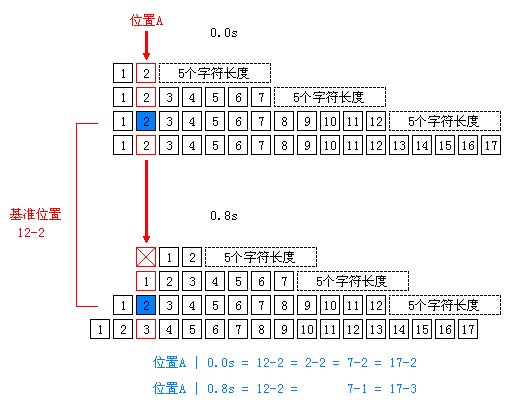 位置A
0.0s
1 2 5个字符长度
1 2 3 4 5 6 7 5个字符长度
1 2 3 4 5 6 7 8 9 10 11 12 5个字符长度
1 2 3 4 5 6 7 8 9 10 11 12 13 14 15 16 17
基准位置
12-2
0.8s
1 2 5个字符长度
1 2 3 4 5 6 7 5个字符长度
1 2 3 4 5 6 7 8 9 10 11 12 5个字符长度
1 2 3 4 5 6 7 8 9 10 11 12 13 14 15 16 17
位置A | 0.0s = 12-2 = 2-2 = 7-2 = 17-2
位置A | 0.8s = 12-2 = 7-1 = 17-3